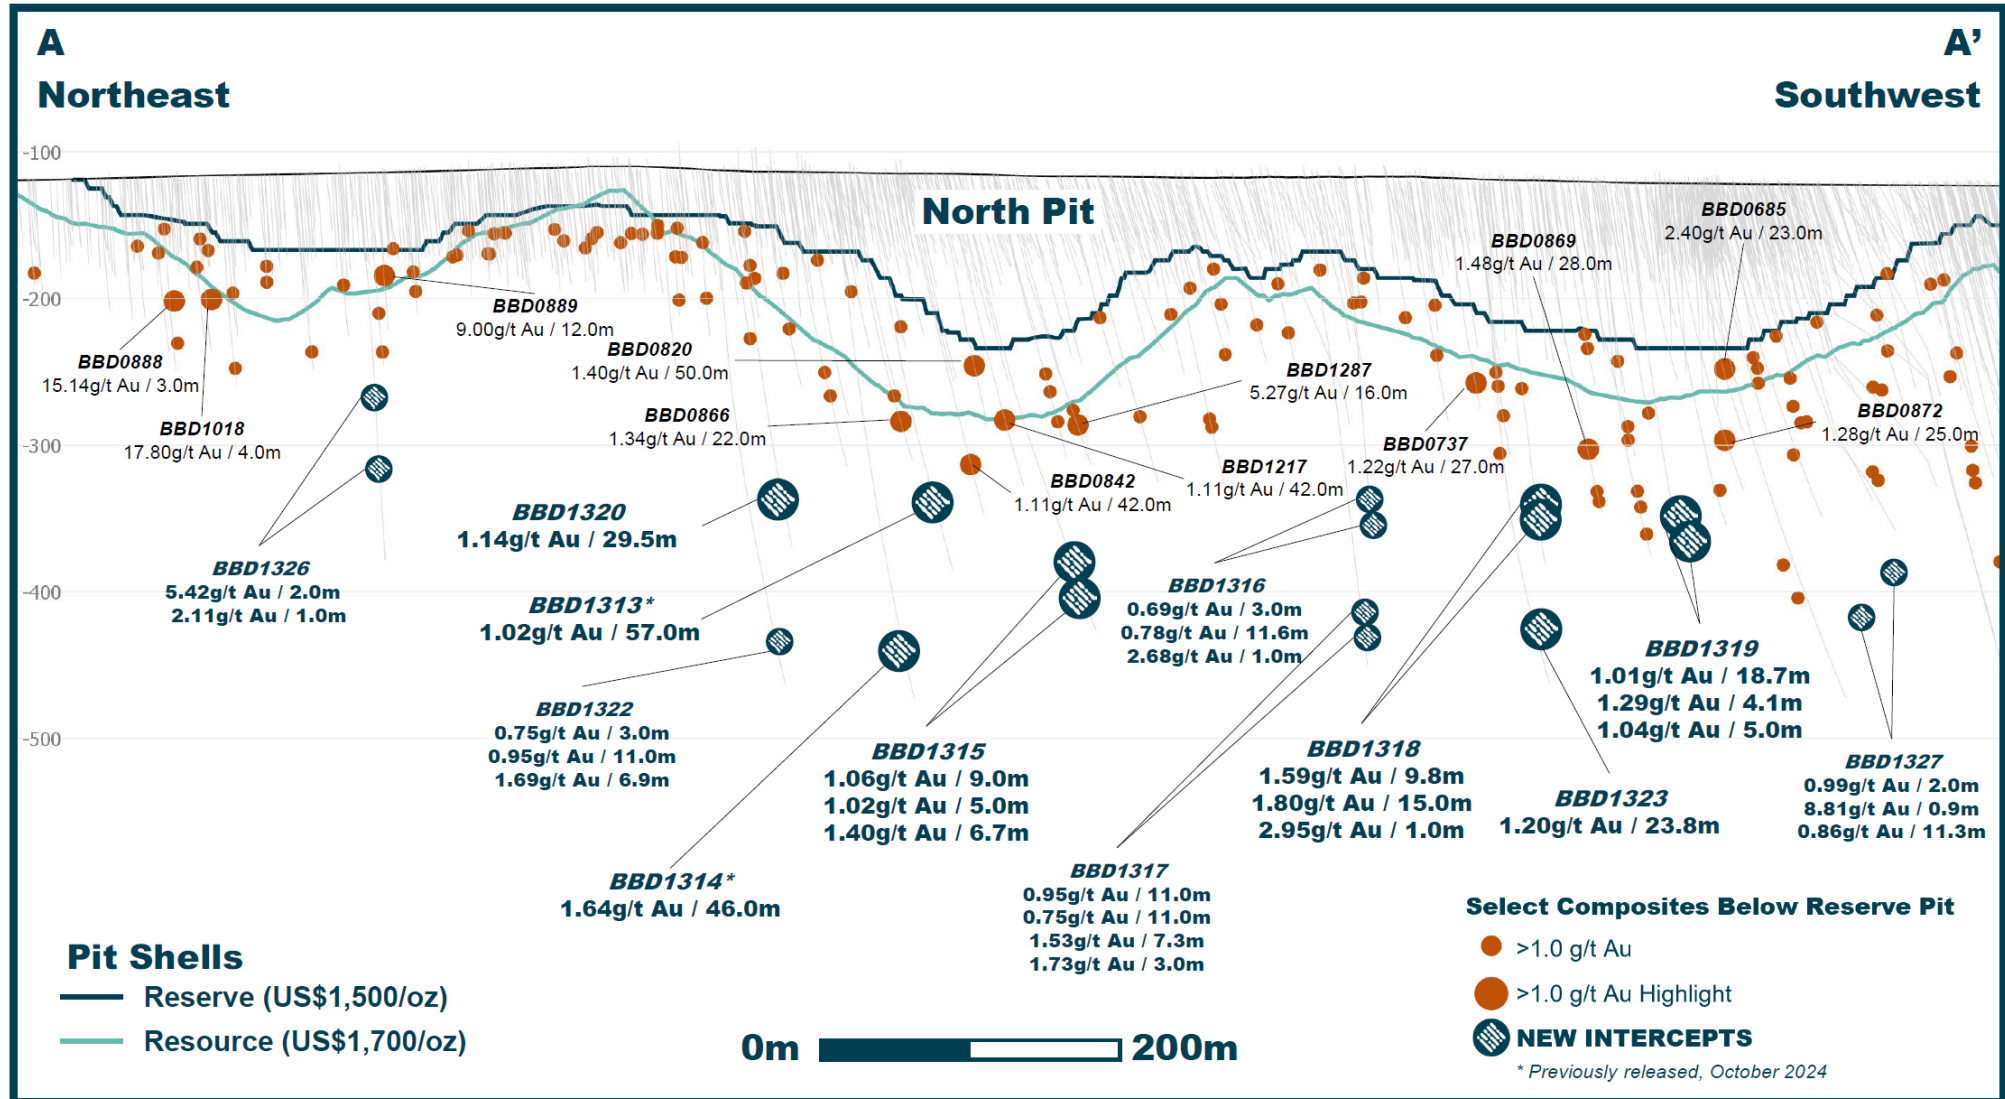 A
A’
Northeast
Southwest
-100
North Pit
BBD0685
2.40g/t Au / 23.0m
BBD0869
1.48g/t Au / 28.0m
-200
BBD0889
9.00g/t Au / 12.0m
BBD0820
1.40g/t Au / 50.0m
BBD0888
15.14g/t Au / 3.0m
BBD1287
5.27g/t Au / 16.0m
BBD0866
1.34g/t Au / 22.0m
BBD0872
1.28g/t Au / 25.0m
BBD1018
17.80g/t Au / 4.0m
-300
BBD0737
1.22g/t Au / 27.0m
BBD1217
1.11g/t Au / 42.0m
BBD0842
1.11g/t Au / 42.0m
BBD1320
1.14g/t Au / 29.5m
BBD1326
5.42g/t Au / 2.0m
2.11g/t Au / 1.0m
-400
BBD1313*
1.02g/t Au / 57.0m
BBD1316
0.69g/t Au / 3.0m
0.78g/t Au / 11.6m
2.68g/t Au / 1.0m
BBD1319
1.01g/t Au / 18.7m
1.29g/t Au / 4.1m
1.04g/t Au / 5.0m
BBD1322
0.75g/t Au / 3.0m
0.95g/t Au / 11.0m
1.69g/t Au / 6.9m
-500
BBD1315
1.06g/t Au / 9.0m
1.02g/t Au / 5.0m
1.40g/t Au / 6.7m
BBD1318
1.59g/t Au / 9.8m
1.80g/t Au / 15.0m
2.95g/t Au / 1.0m
BBD1323
1.20g/t Au / 23.8m
BBD1327
0.99g/t Au / 2.0m
8.81g/t Au / 0.9m
0.86g/t Au / 11.3m
BBD1314*
1.64g/t Au / 46.0m
BBD1317
0.95g/t Au / 11.0m
0.75g/t Au / 11.0m
1.53g/t Au / 7.3m
1.73g/t Au / 3.0m
Pit Shells
Reserve (US$1,500/oz)
Resource (US$1,700/oz)
0m
200m
Select Composites Below Reserve Pit
>1.0 g/t Au
>1.0 g/t Au Highlight
NEW INTERCEPTS
* Previously released, October 2024